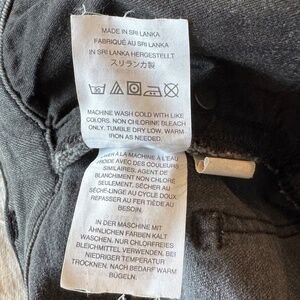 MADE IN SRI LANKA
FABRIQUÉ AU SRI LANKA
IN SRI LANKA HERGESTELLT
スリランカ製
MACHINE WASH COLD WITH LIKE
COLORS. NON CHLORINE BLEACH
ONLY. TUMBLE DRY LOW. WARM
IRON AS NEEDED.
À LA MACHINE À L'EAU
FROIDE AVEC DES COULEURS
SIMILAIRES, AGENT DE
BLANCHIMENT NON CHLORÉ
SEULEMENT. SÉCHER AU
SÈCHE-LINGE AU CYCLE DOUX
REPASSER AU FER TIÈDE AU
BESOIN.
IN DER MASCHINE MIT
ÄHNLICHEN FARBEN KALT
WASCHEN. NUR CHLORFREIES
BLEICHMITTEL VERWENDEN. BEI
NIEDRIGER TEMPERATUR
TROCKNEN. NACH BEDARF WARM
BÜGELN.